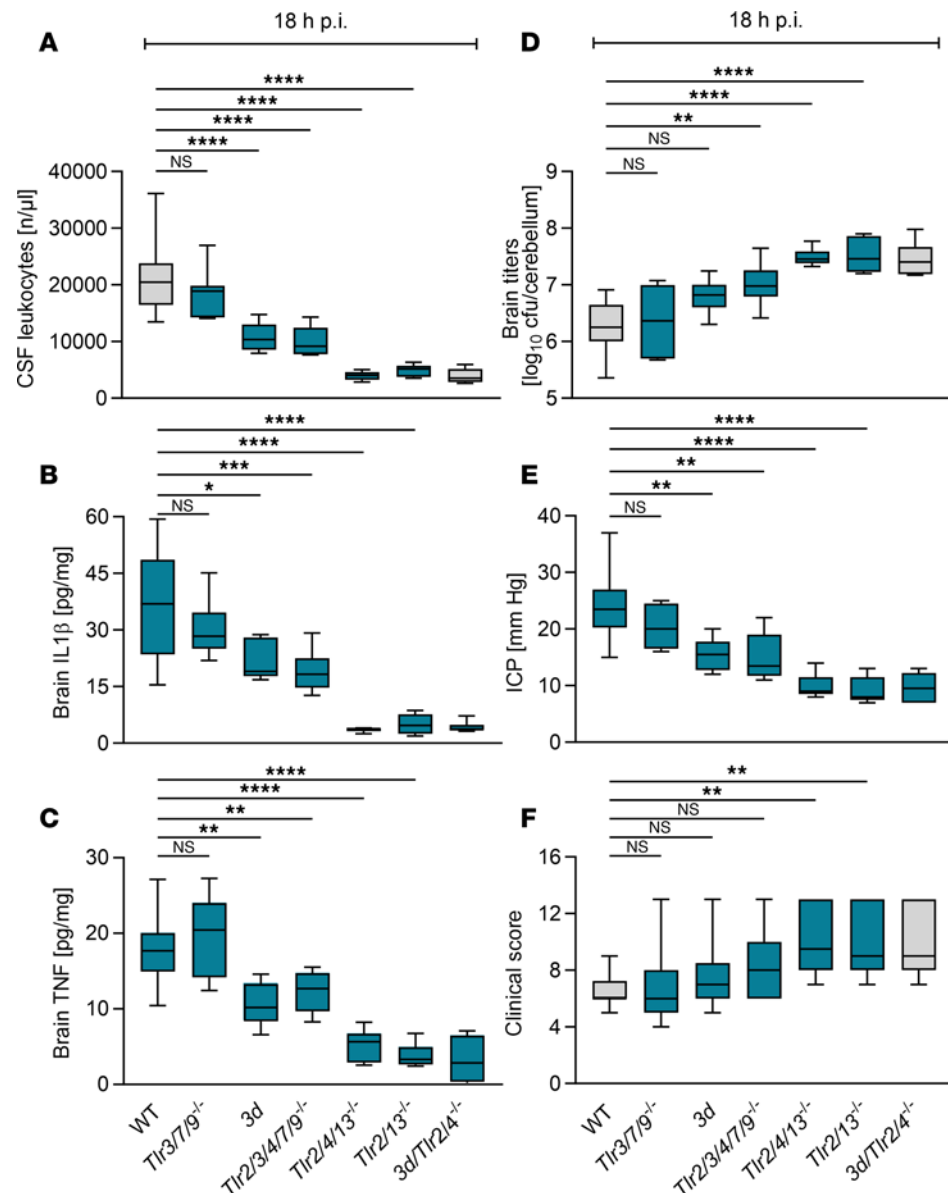 18 h p.i.
A
****
****
****
****
NS
CSF leukocytes [n/µl]
40000
30000
20000
10000
0
B
****
****
***
*
NS
Brain IL1β [pg/mg]
60
45
30
15
0
C
****
****
**
**
NS
Brain TNF [pg/mg]
30
20
10
0
WT
Tlr3/7/9-/-
3d
Tlr2/3/4/7/9-/-
Tlr2/4/13-/-
Tlr2/13-/-
3d/Tlr2/4-/-
18 h p.i.
D
****
****
**
NS
NS
Brain titers
[log10 cfu/cerebellum]
9
8
7
6
5
E
****
****
**
**
NS
ICP [mm Hg]
40
30
20
10
0
F
**
**
NS
NS
NS
Clinical score
16
12
8
4
0
WT
Tlr3/7/9-/-
3d
Tlr2/3/4/7/9-/-
Tlr2/4/13-/-
Tlr2/13-/-
3d/Tlr2/4-/-